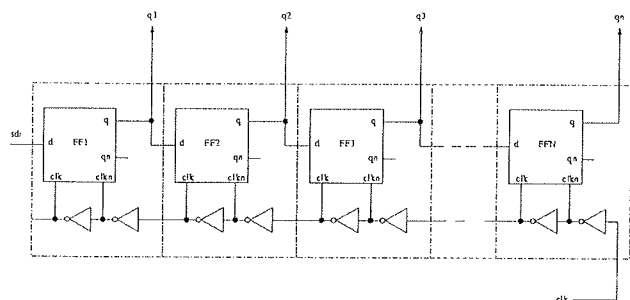 q1 q2 q3 qn
q q q q
sdi d FF1 d FF2 d FF3 d FFN
qn qn qn qn
clk clkn clk clkn clk clkn clk clkn
clk